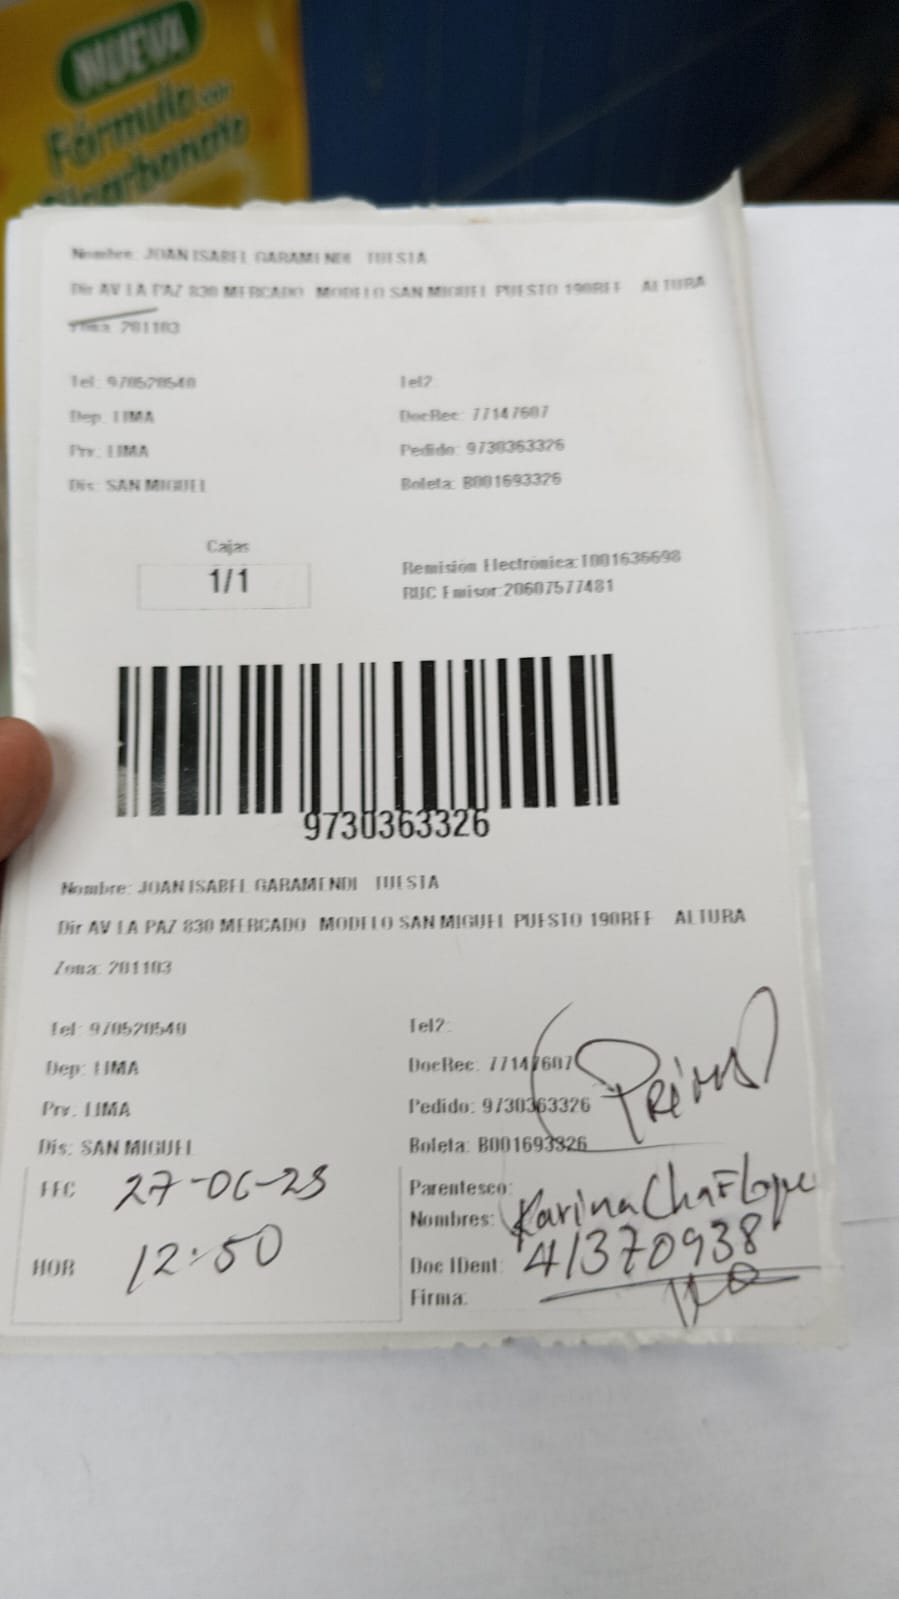 NUEVA
Fórmula con
Bicarbonato
Nombre: JOAN ISABEL GARAMENDI TUESTA
Dir AV LA PAZ 830 MERCADO MODELO SAN MIGUEL PUESTO 190REF ALTURA
Zona: 201103
Tel: 970520540 Tel2:
Dep: LIMA DocRec: 77147607
Prv: LIMA Pedido: 9730363326
Dis: SAN MIGUEL Boleta: B001693326
Cajas
1/1
Remisión Electrónica:T001636698
RUC Emisor:20607577481
9730363326
Nombre: JOAN ISABEL GARAMENDI TUESTA
Dir AV LA PAZ 830 MERCADO MODELO SAN MIGUEL PUESTO 190REF ALTURA
Zona: 201103
Tel: 970520540 Tel2:
Dep: LIMA DocRec: 77147607
Prv: LIMA Pedido: 9730363326
Dis: SAN MIGUEL Boleta: B001693326
FEC 27-06-23
Parentesco:
Nombres: Karina
HOR 12:50
Doc IDent: 41370938
Firma: